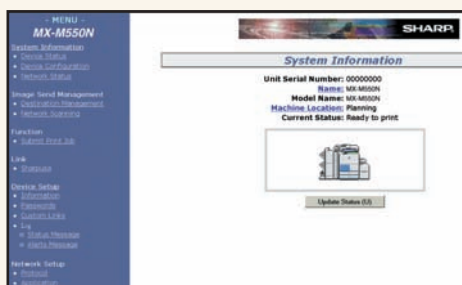 - MENU -
MX-M550N
System Information
Device Status
Device Configuration
Network Status
Image Send Management
Destination Management
Network Scanning
Function
Submit Print Job
Link
Sharpusa
Device Setup
Information
Passwords
Custom Links
Log
Status Message
Alerts Message
Network Setup
Protocol
Application
SHARP
System Information
Unit Serial Number: 00000000
Name: MX-M550N
Model Name: MX-M550N
Machine Location: Planning
Current Status: Ready to print
Update Status (U)